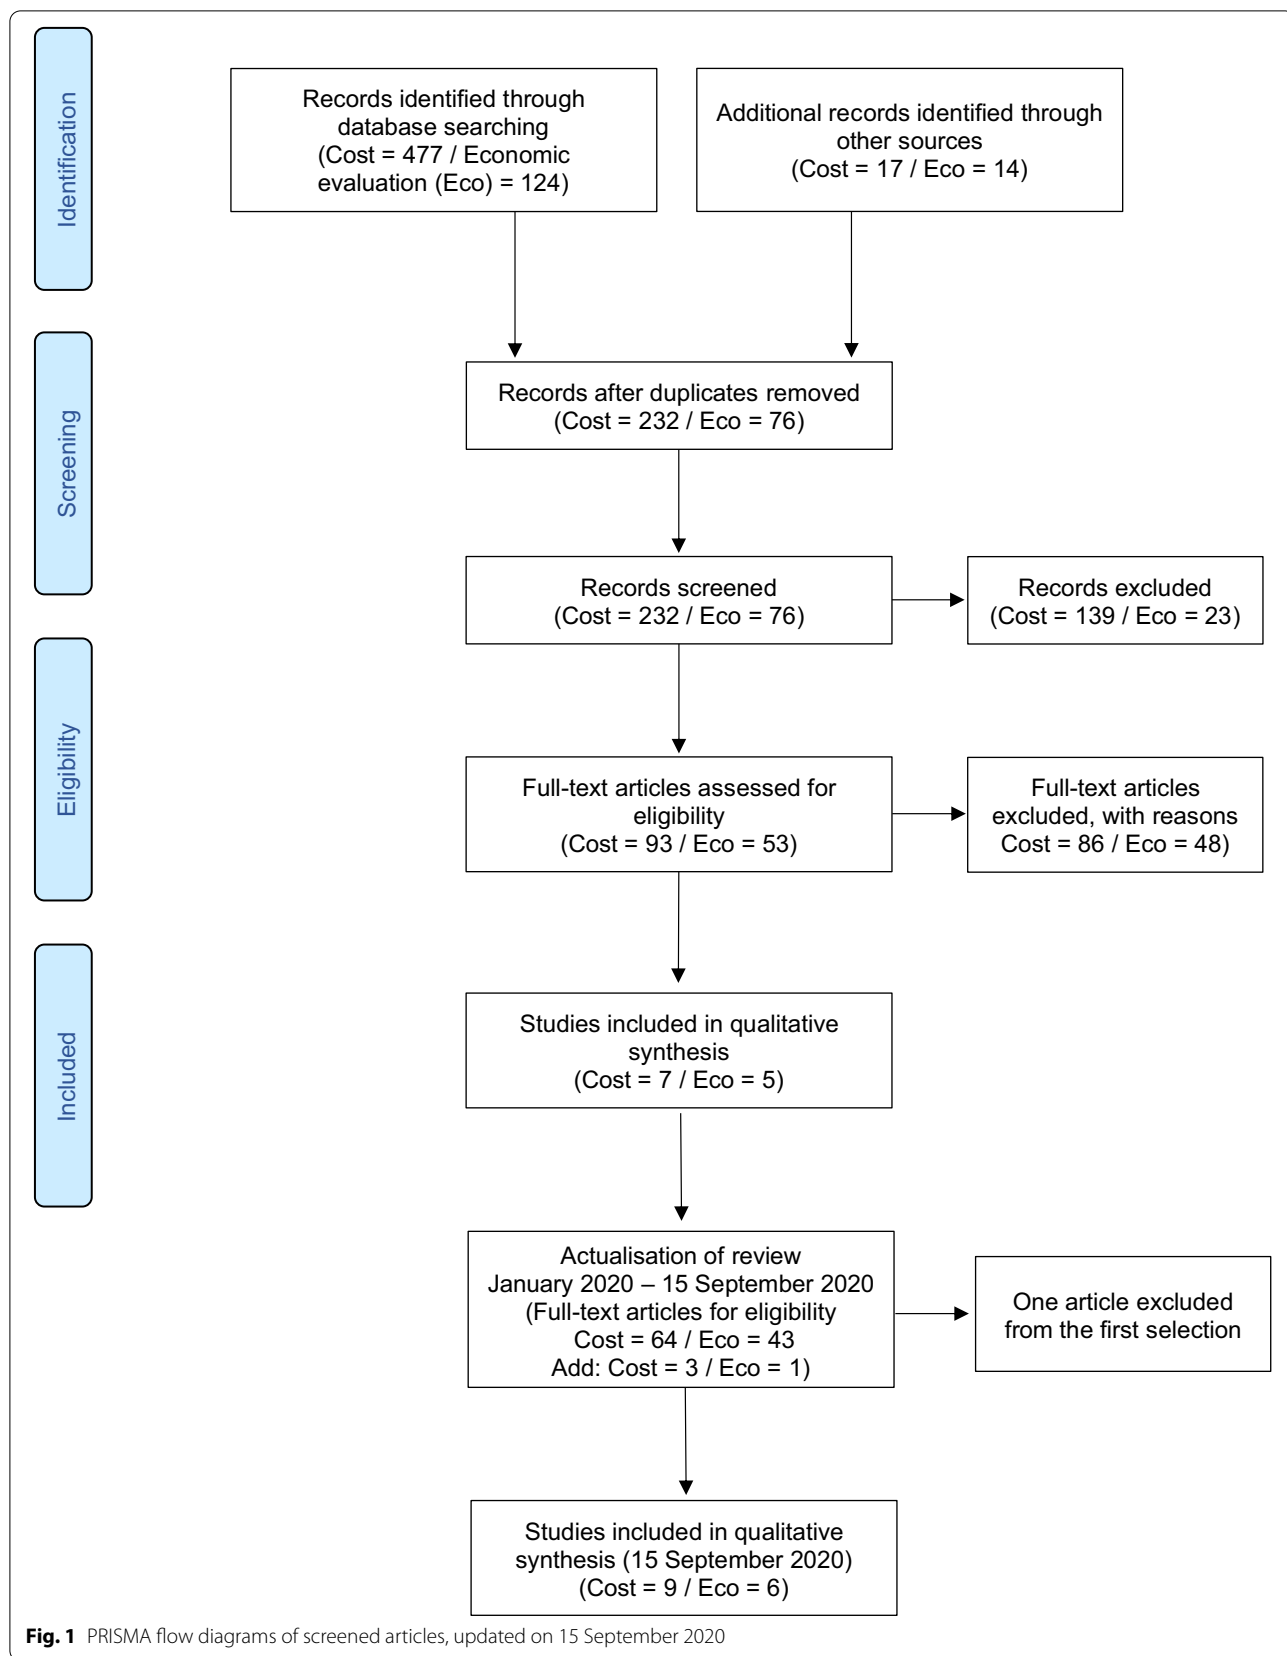 Identification
Records identified through
database searching
(Cost = 477 / Economic
evaluation (Eco) = 124)
Additional records identified through
other sources
(Cost = 17 / Eco = 14)
Screening
Records after duplicates removed
(Cost = 232 / Eco = 76)
Records screened
(Cost = 232 / Eco = 76)
Records excluded
(Cost = 139 / Eco = 23)
Eligibility
Full-text articles assessed for
eligibility
(Cost = 93 / Eco = 53)
Full-text articles
excluded, with reasons
Cost = 86 / Eco = 48)
Included
Studies included in qualitative
synthesis
(Cost = 7 / Eco = 5)
Actualisation of review
January 2020 – 15 September 2020
(Full-text articles for eligibility
Cost = 64 / Eco = 43
Add: Cost = 3 / Eco = 1)
One article excluded
from the first selection
Studies included in qualitative
synthesis (15 September 2020)
(Cost = 9 / Eco = 6)
Fig. 1 PRISMA flow diagrams of screened articles, updated on 15 September 2020